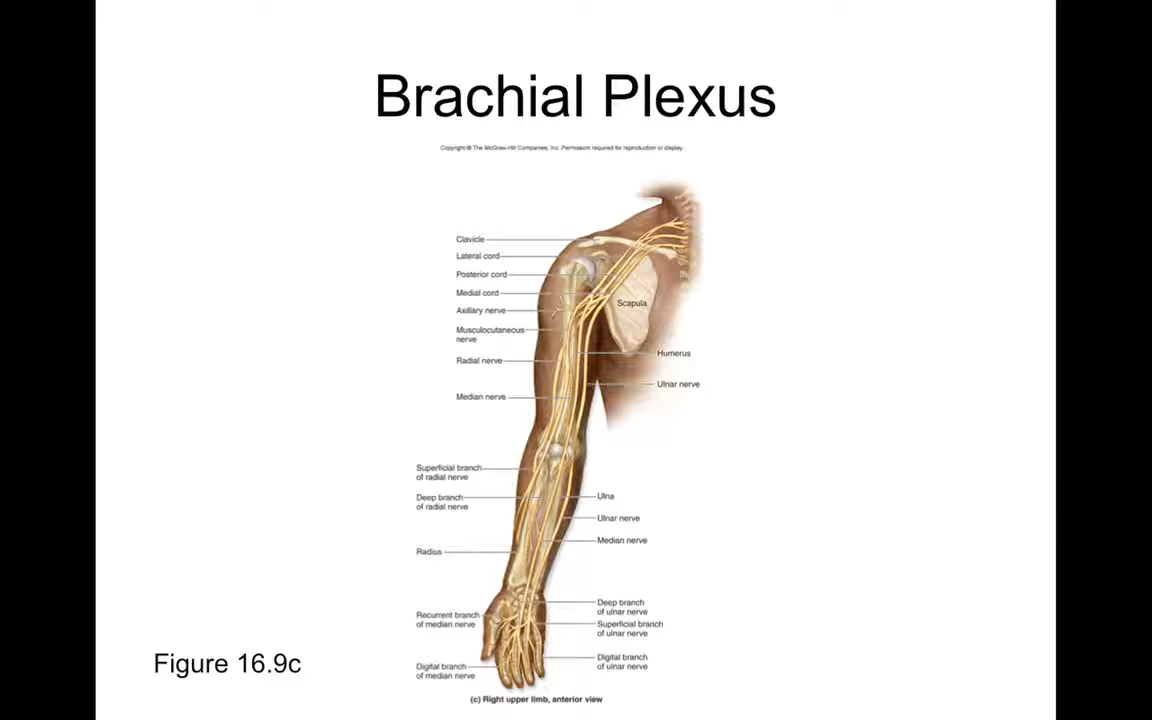 Brachial Plexus
Copyright © The McGraw-Hill Companies, Inc. Permission required for reproduction or display.
Clavicle
Lateral cord
Posterior cord
Medial cord
Axillary nerve
Musculocutaneous
nerve
Radial nerve
Median nerve
Scapula
Humerus
Ulnar nerve
Superficial branch
of radial nerve
Deep branch
of radial nerve
Radius
Ulna
Ulnar nerve
Median nerve
Recurrent branch
of median nerve
Digital branch
of median nerve
Deep branch
of ulnar nerve
Superficial branch
of ulnar nerve
Digital branch
of ulnar nerve
Figure 16.9c
(c) Right upper limb, anterior view